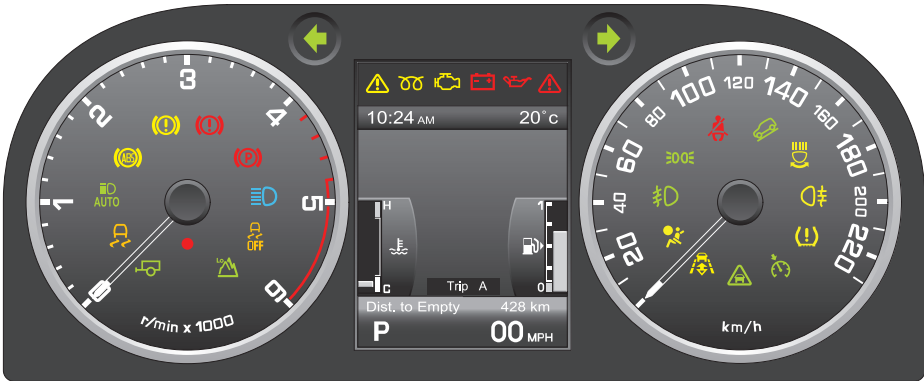 1
2
3
4
5
6
0
ABS
P
AUTO
OFF
Lo
r/min x 1000
10:24 AM 20°C
H
C
1
0
Trip A
Dist. to Empty 428 km
P 00 MPH
0
20
40
60
80
100
120
140
160
180
200
220
km/h